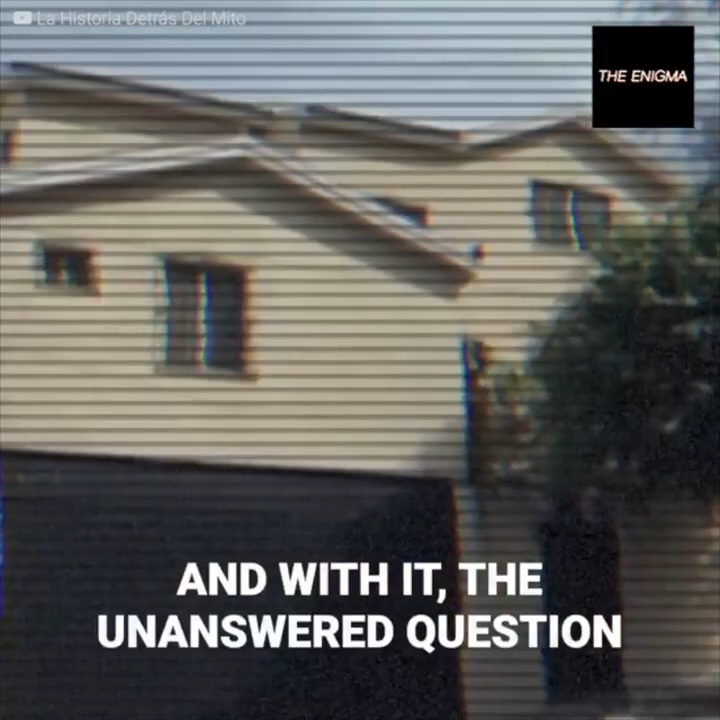 La Historia Detrás Del Mito
THE ENIGMA
AND WITH IT, THE
UNANSWERED QUESTION